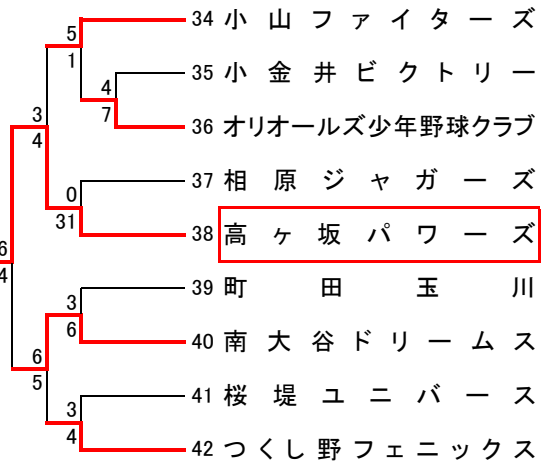 34 小山ファイターズ
35 小金井ビクトリー
36 オリオールズ少年野球クラブ
37 相原ジャガーズ
38 高ヶ坂パワーズ
39 町田玉川
40 南大谷ドリームス
41 桜堤ユニバース
42 つくし野フェニックス
5
1
4
7
3
4
0
31
6
4
3
6
6
5
3
4